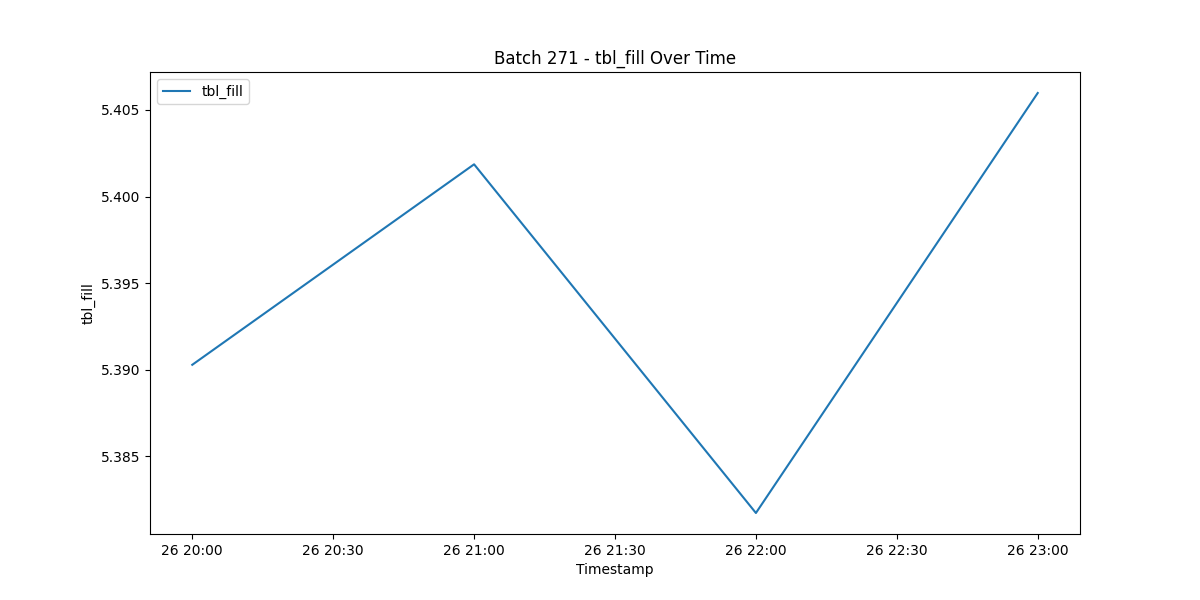 Batch 271 - tbl_fill Over Time
tbl_fill
5.405
5.400
5.395
5.390
5.385
tbl_fill
26 20:00 26 20:30 26 21:00 26 21:30 26 22:00 26 22:30 26 23:00
Timestamp